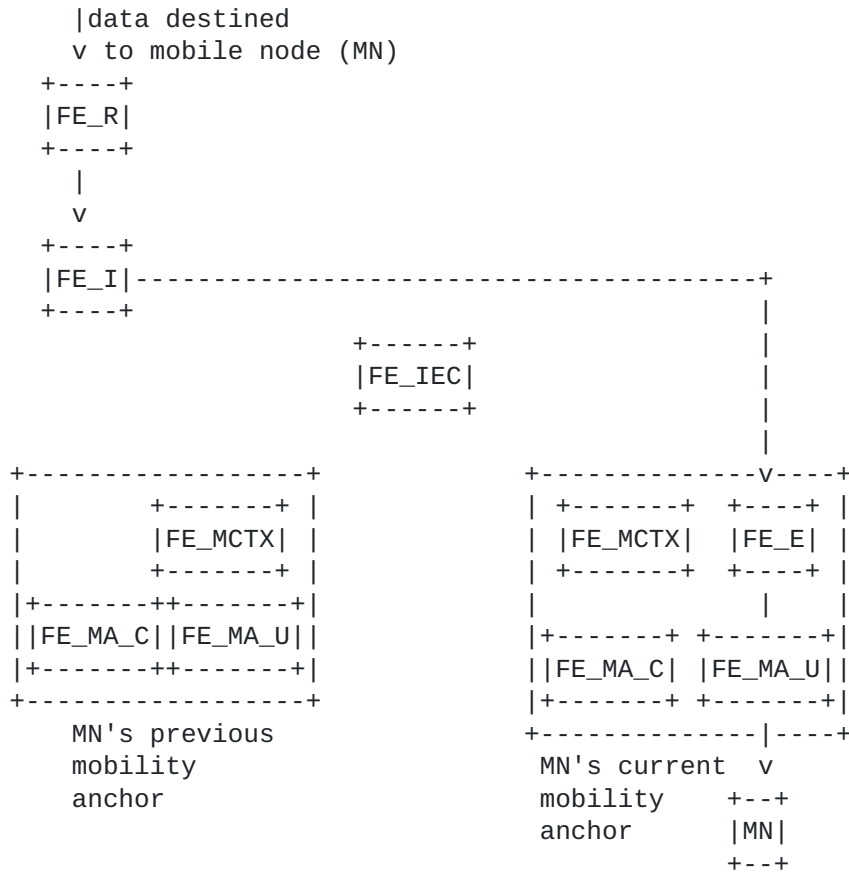 |data destined
v to mobile node (MN)
+----+
|FE_R|
+----+
|
v
+----+
|FE_I|----------------------------------------+
+----+ |
+------+ |
|FE_IEC| |
+------+ |
|
+------------------+ +--------------v----+
| +-------+ | | +-------+ +----+ |
| |FE_MCTX| | | |FE_MCTX| |FE_E| |
| +-------+ | | +-------+ +----+ |
|+-------++-------+| | | |
||FE_MA_C||FE_MA_U|| |+-------+ +-------+|
|+-------++-------+| ||FE_MA_C| |FE_MA_U||
+------------------+ |+-------+ +-------+|
MN's previous +--------------|----+
mobility MN's current v
anchor mobility +--+
anchor |MN|
+--+